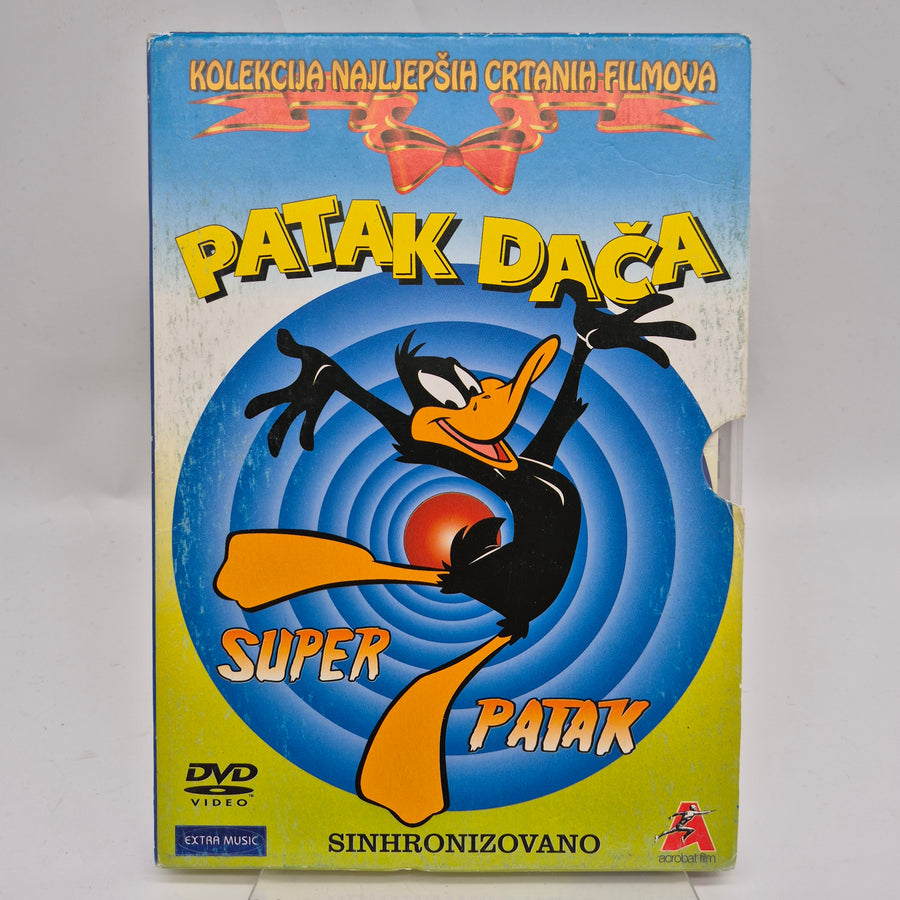 KOLEKCIJA NAJLJEPŠIH CRTANIH FILMOVA
PATAK DAČA
SUPER
PATAK
DVD
VIDEO
EXTRA MUSIC
SINHRONIZOVANO
A
acrobat film